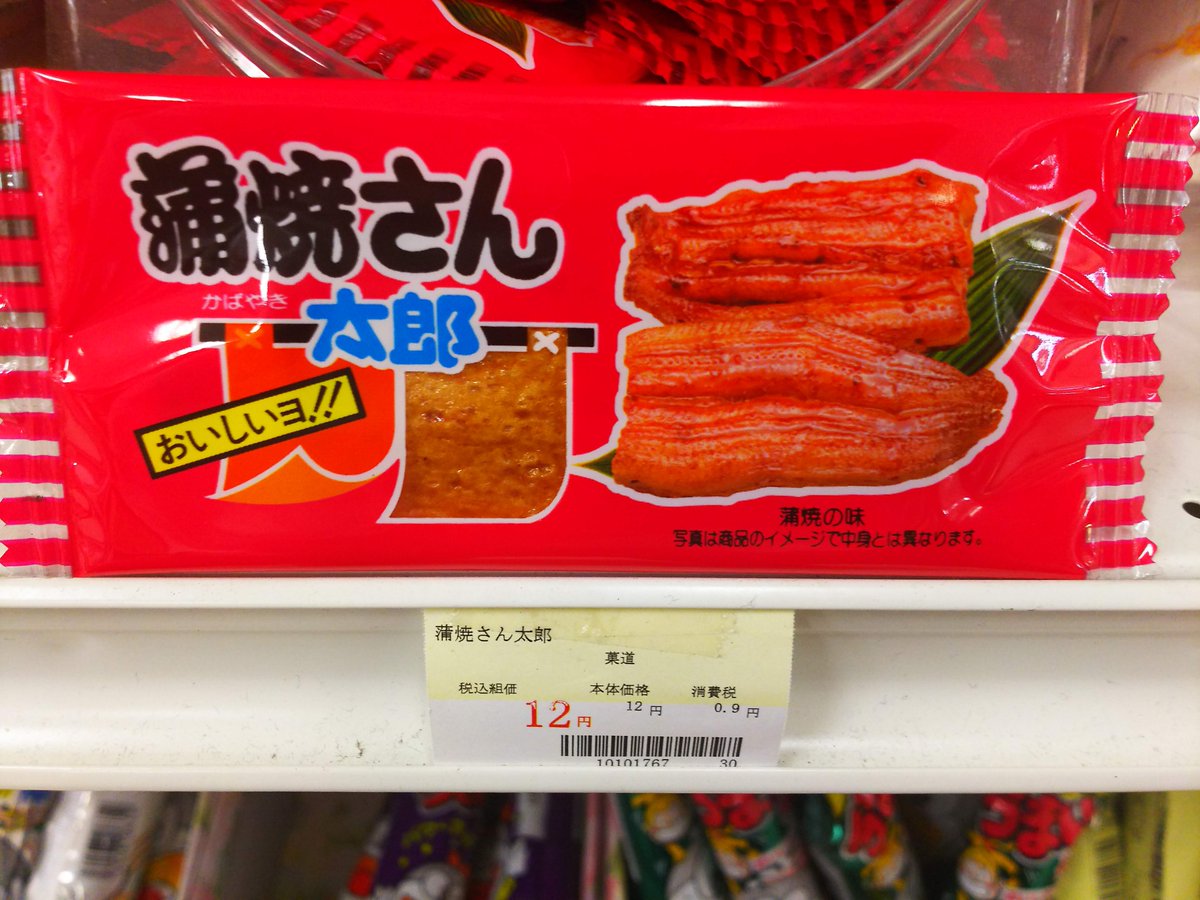 蒲焼さん
かばやき
太郎
おいしいヨ!!
蒲焼の味
写真は商品のイメージで中身とは異なります。
蒲焼さん太郎
菓道
税込組価 本体価格 消費税
12円 12 円 0.9 円
10101767 30